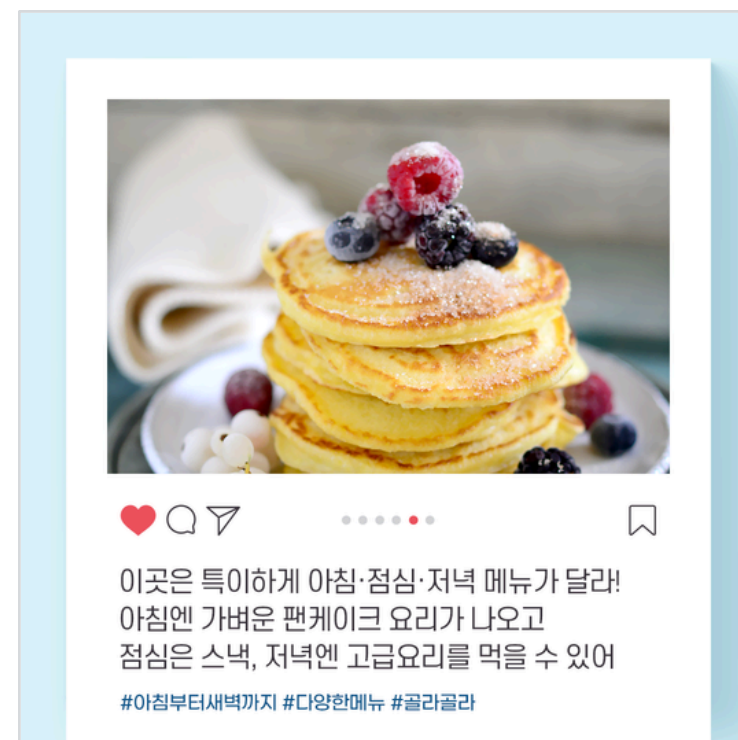 이곳은 특이하게 아침·점심·저녁 메뉴가 달라!
아침엔 가벼운 팬케이크 요리가 나오고
점심은 스낵, 저녁엔 고급요리를 먹을 수 있어
#아침부터새벽까지 #다양한메뉴 #골라골라